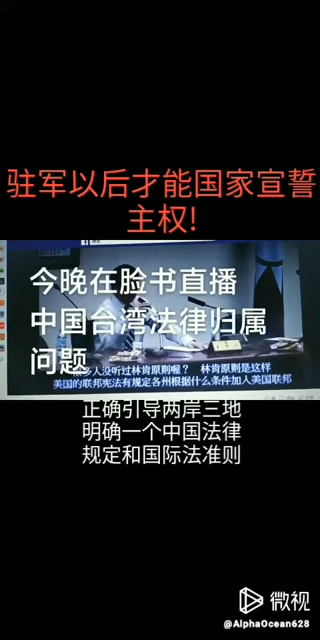 驻军以后才能国家宣誓
主权!
今晚在脸书直播
中国台湾法律归属
问题
多人没听过林肯原则喔? 林肯原则是这样
美国的联邦宪法有规定各州根据什么条件加入美国联邦
正确引导两岸三地
明确一个中国法律
规定和国际法准则
微视
@AlphaOcean628